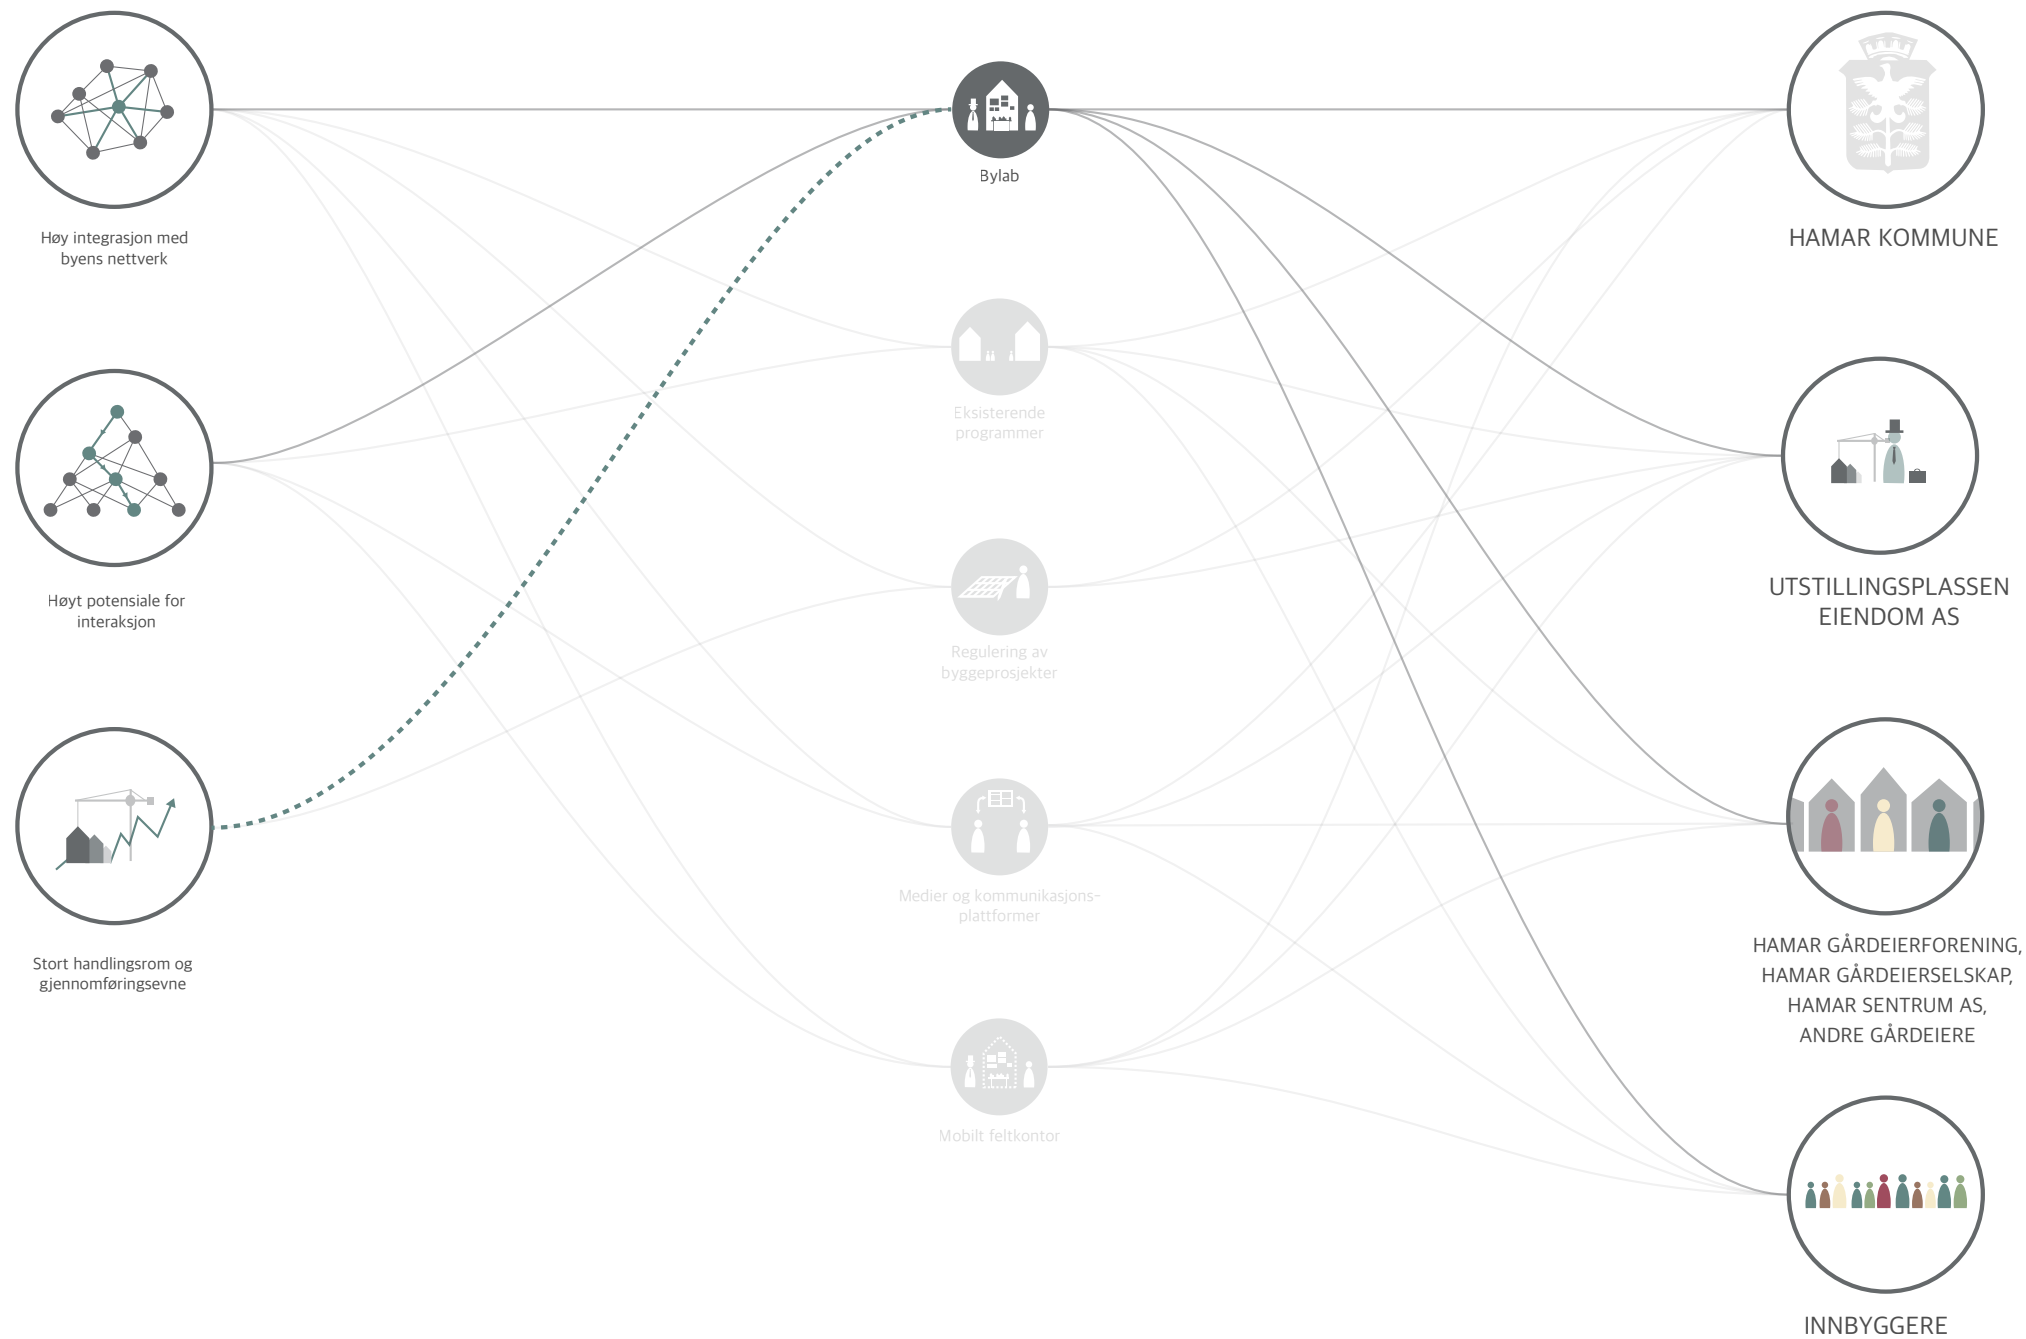 Høy integrasjon med
byens nettverk
Høyt potensiale for
interaksjon
Stort handlingsrom og
gjennomføringsevne
Bylab
Eksisterende
programmer
Regulering av
byggeprosjekter
Medier og kommunikasjons-
plattformer
Mobilt feltkontor
HAMAR KOMMUNE
UTSTILLINGSPLASSEN
EIENDOM AS
HAMAR GÅRDEIERFORENING,
HAMAR GÅRDEIERSELSKAP,
HAMAR SENTRUM AS,
ANDRE GÅRDEIERE
INNBYGGERE